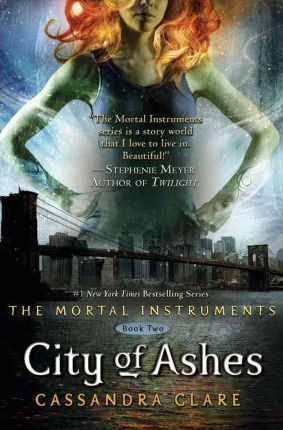 "The Mortal Instruments
series is a story world
that I love to live in.
Beautiful!"
—Stephenie Meyer
Author of Twilight
#1 New York Times Bestselling Series
THE MORTAL INSTRUMENTS
Book Two
City of Ashes
CASSANDRA CLARE